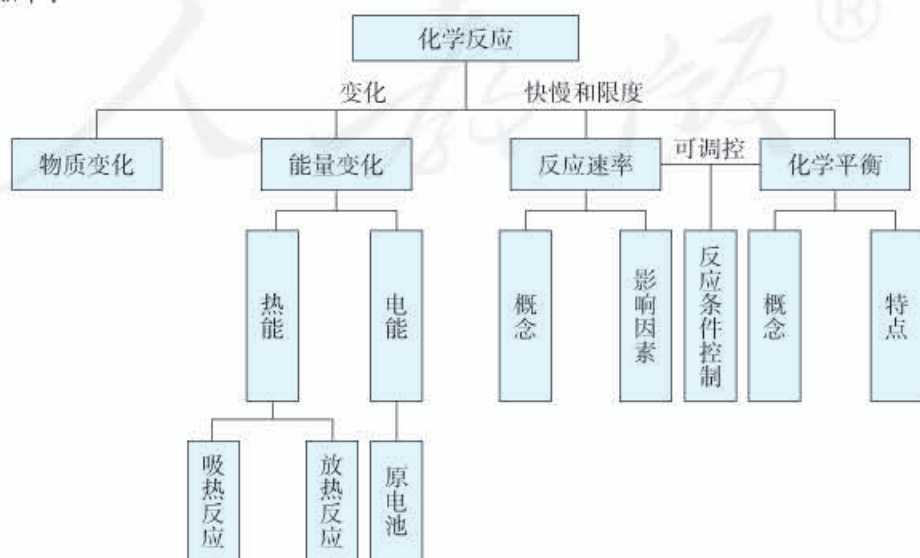 化学反应
变化
快慢和限度
物质变化
能量变化
反应速率
可调控
化学平衡
热能
电能
概念
影响因素
反应条件控制
概念
特点
吸热反应
放热反应
原电池
人教版®